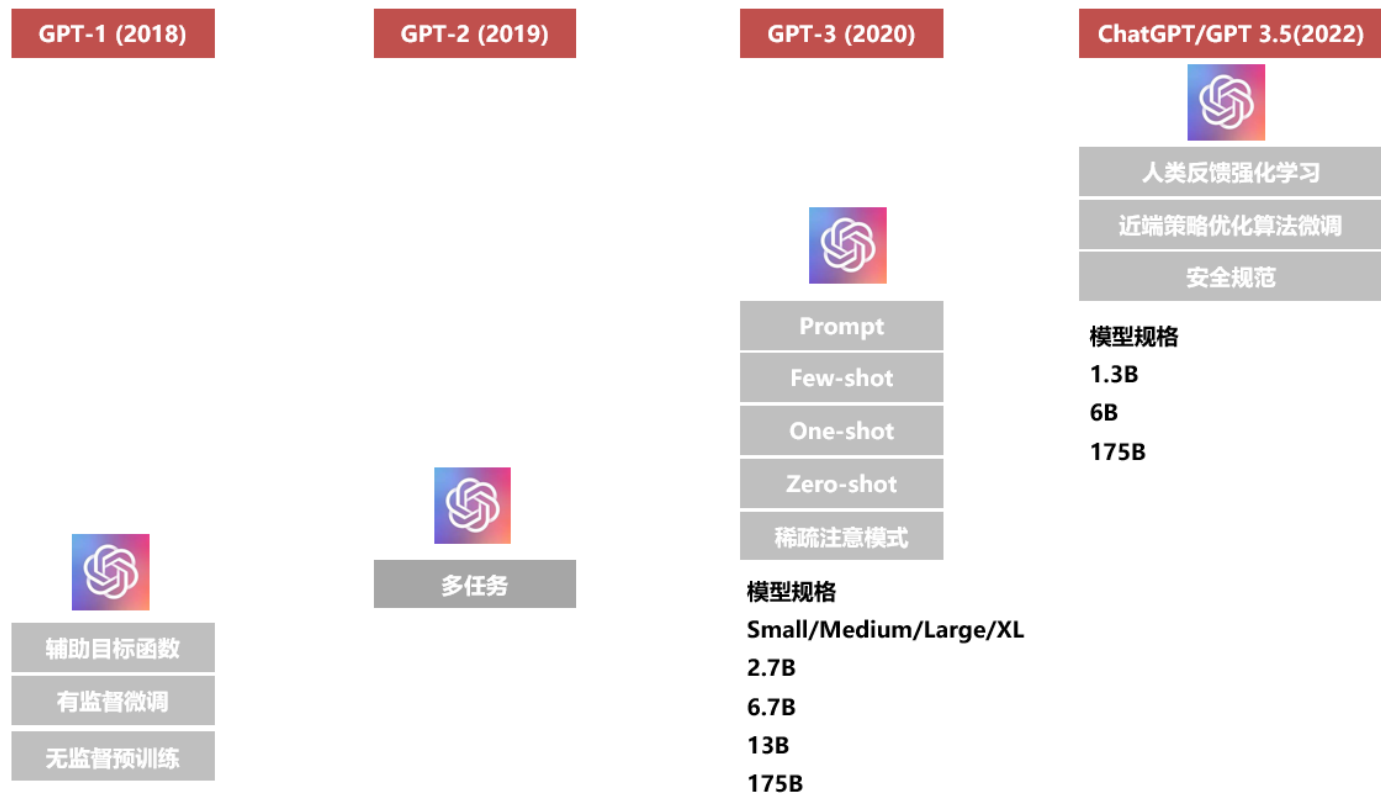 GPT-1 (2018)
辅助目标函数
有监督微调
无监督预训练
GPT-2 (2019)
多任务
GPT-3 (2020)
Prompt
Few-shot
One-shot
Zero-shot
稀疏注意模式
模型规格
Small/Medium/Large/XL
2.7B
6.7B
13B
175B
ChatGPT/GPT 3.5(2022)
人类反馈强化学习
近端策略优化算法微调
安全规范
模型规格
1.3B
6B
175B